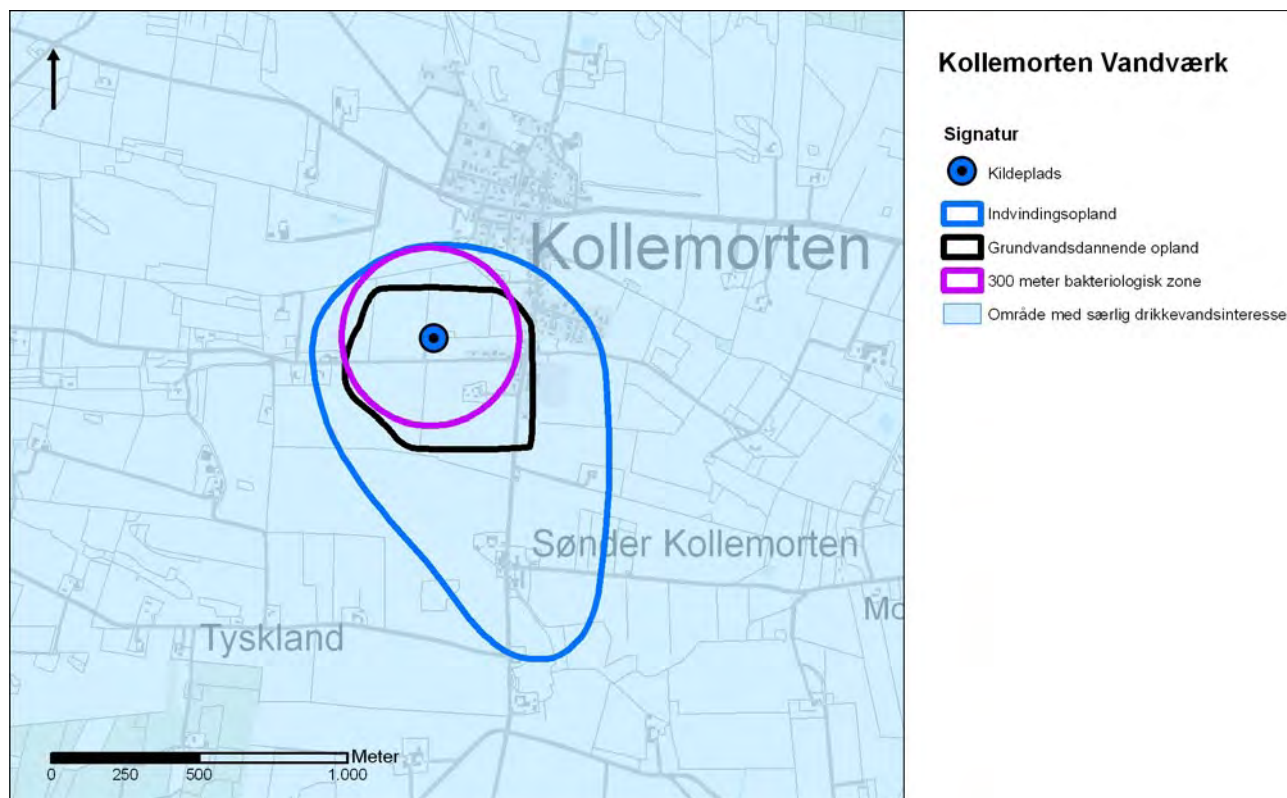 Kollemorten Vandværk
Signatur
Kildeplads
Indvindingsopland
Grundvandsdannende opland
300 meter bakteriologisk zone
Område med særlig drikkevandsinteresse
Kollemorten
Sønder Kollemorten
Mo
Tyskland
Meter
0 250 500 1.000